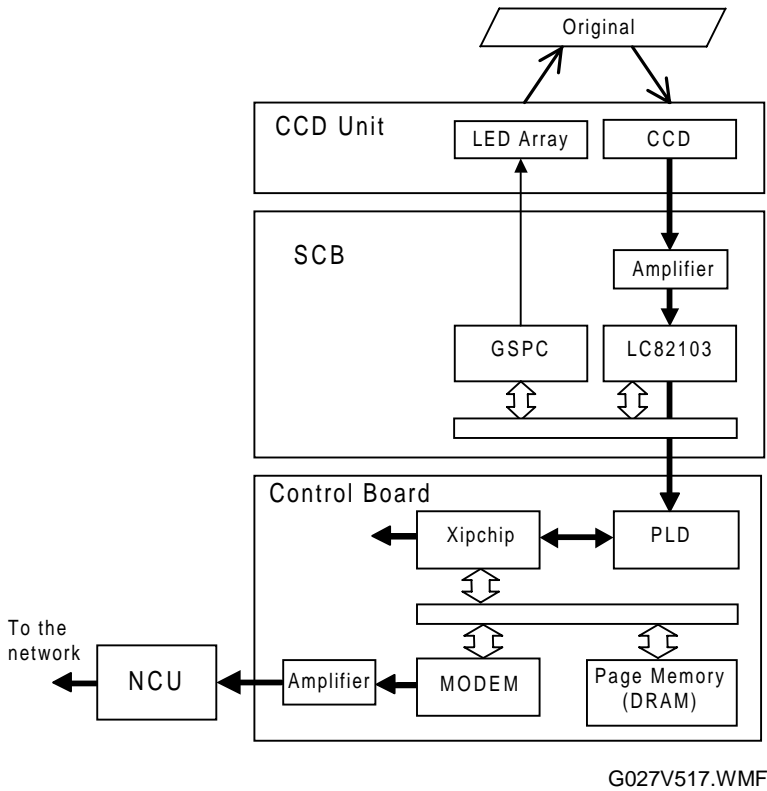 Original
CCD Unit
LED Array
CCD
SCB
Amplifier
GSPC
LC82103
Control Board
Xipchip
PLD
To the
network
NCU
Amplifier
MODEM
Page Memory
(DRAM)
G027V517.WMF